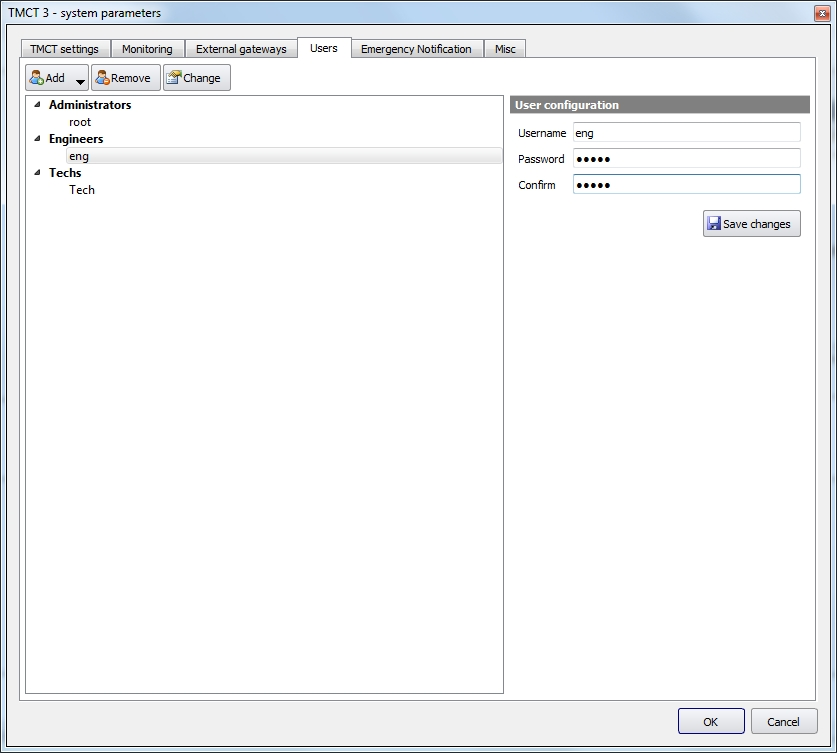 TMCT 3 - system parameters
TMCT settings Monitoring External gateways Users Emergency Notification Misc
Add Remove Change
Administrators
root
Engineers
eng
Techs
Tech
User configuration
Username eng
Password •••••
Confirm •••••
Save changes
OK Cancel